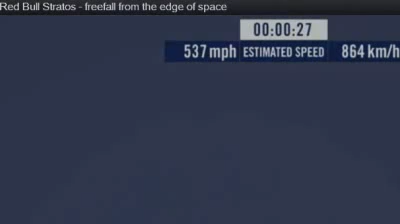 Red Bull Stratos - freefall from the edge of space
00:00:27
537 mph ESTIMATED SPEED 864 km/h